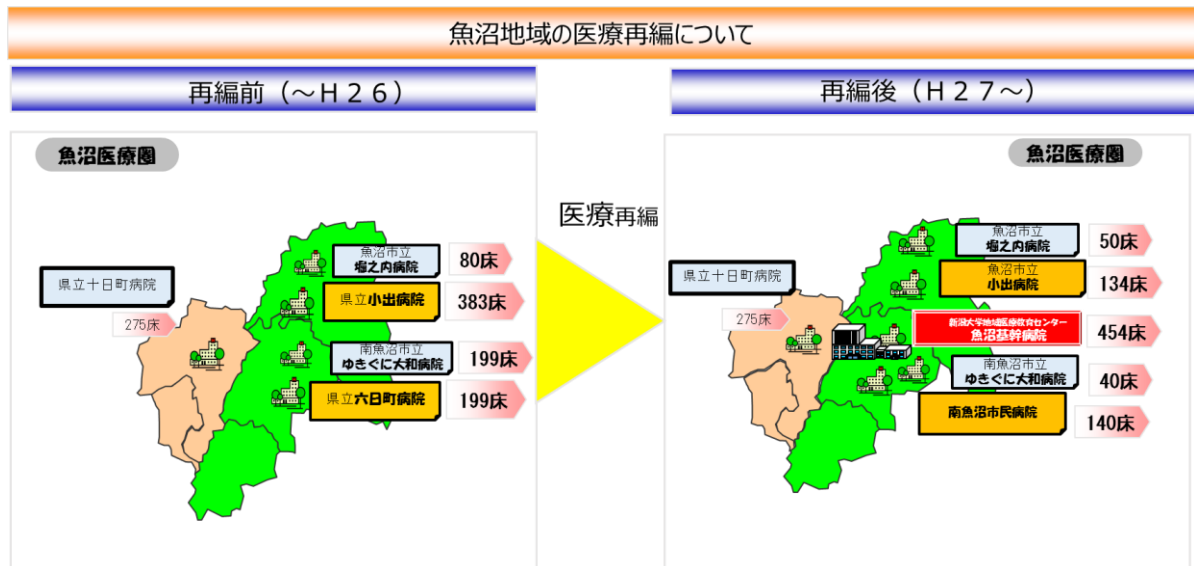 魚沼地域の医療再編について
再編前（～Ｈ２６）
魚沼医療圏
県立十日町病院
275床
魚沼市立
堀之内病院
80床
県立小出病院
383床
南魚沼市立
ゆきぐに大和病院
199床
県立六日町病院
199床
医療再編
再編後（Ｈ２７～）
魚沼医療圏
県立十日町病院
275床
魚沼市立
堀之内病院
50床
魚沼市立
小出病院
134床
新潟大学地域医療教育センター
魚沼基幹病院
454床
南魚沼市立
ゆきぐに大和病院
40床
南魚沼市民病院
140床